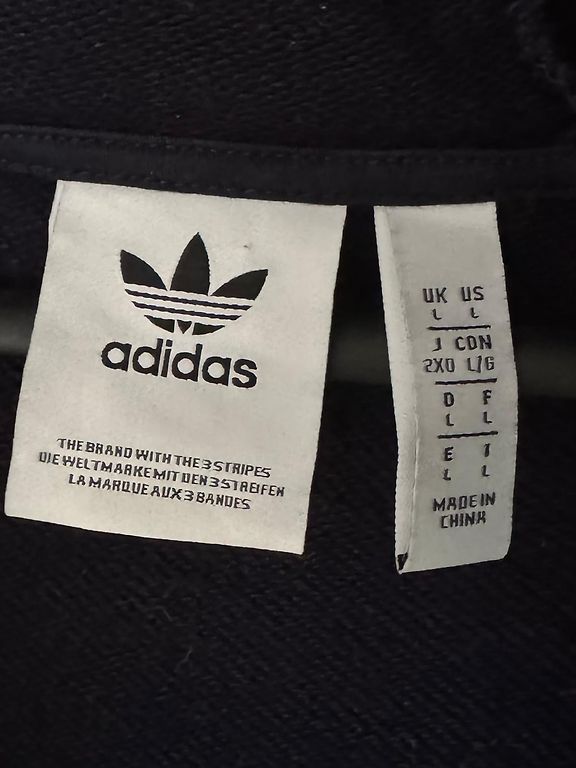 adidas
THE BRAND WITH THE 3 STRIPES
DIE WELTMARKE MIT DEN 3 STREIFEN
LA MARQUE AUX 3 BANDES
UK US
L L
J CDN
2XO L/G
D F
L L
E I
L L
MADE IN
CHINA